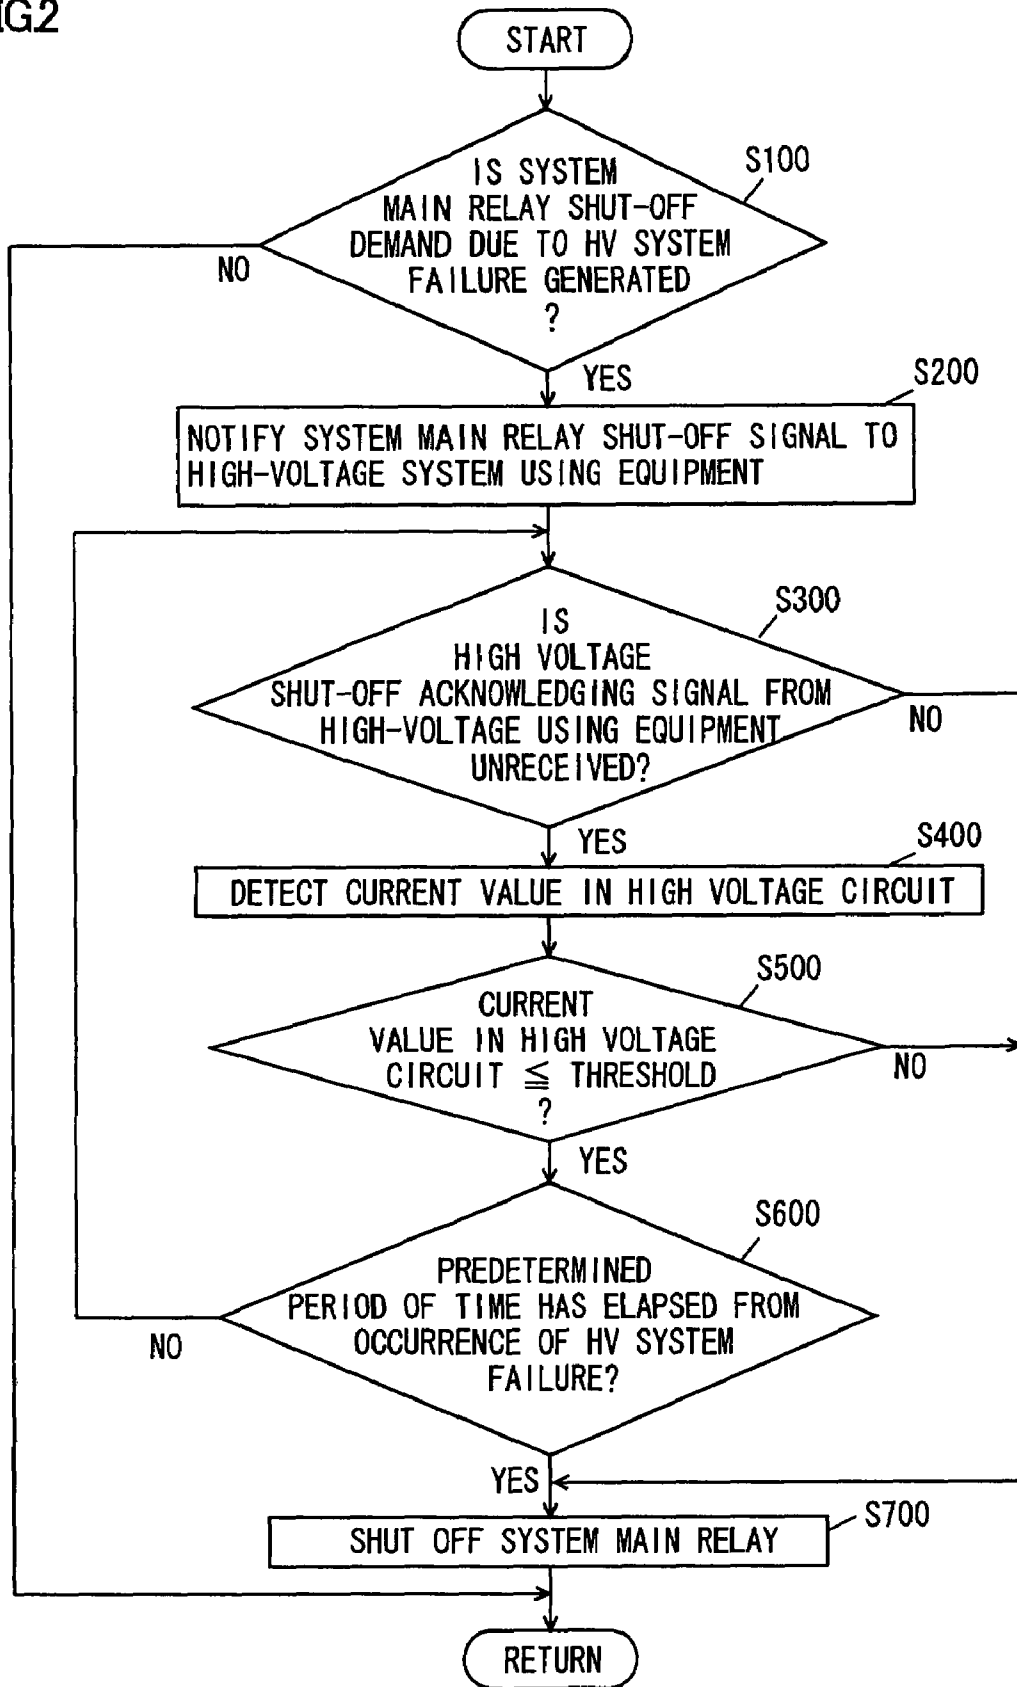 IG.2
START
S100
IS SYSTEM
MAIN RELAY SHUT-OFF
DEMAND DUE TO HV SYSTEM
FAILURE GENERATED
?
NO
YES
S200
NOTIFY SYSTEM MAIN RELAY SHUT-OFF SIGNAL TO
HIGH-VOLTAGE SYSTEM USING EQUIPMENT
S300
IS
HIGH VOLTAGE
SHUT-OFF ACKNOWLEDGING SIGNAL FROM
HIGH-VOLTAGE USING EQUIPMENT
UNRECEIVED?
NO
YES
S400
DETECT CURRENT VALUE IN HIGH VOLTAGE CIRCUIT
S500
CURRENT
VALUE IN HIGH VOLTAGE
CIRCUIT ≦ THRESHOLD
?
NO
YES
S600
PREDETERMINED
PERIOD OF TIME HAS ELAPSED FROM
OCCURRENCE OF HV SYSTEM
FAILURE?
NO
YES
S700
SHUT OFF SYSTEM MAIN RELAY
RETURN